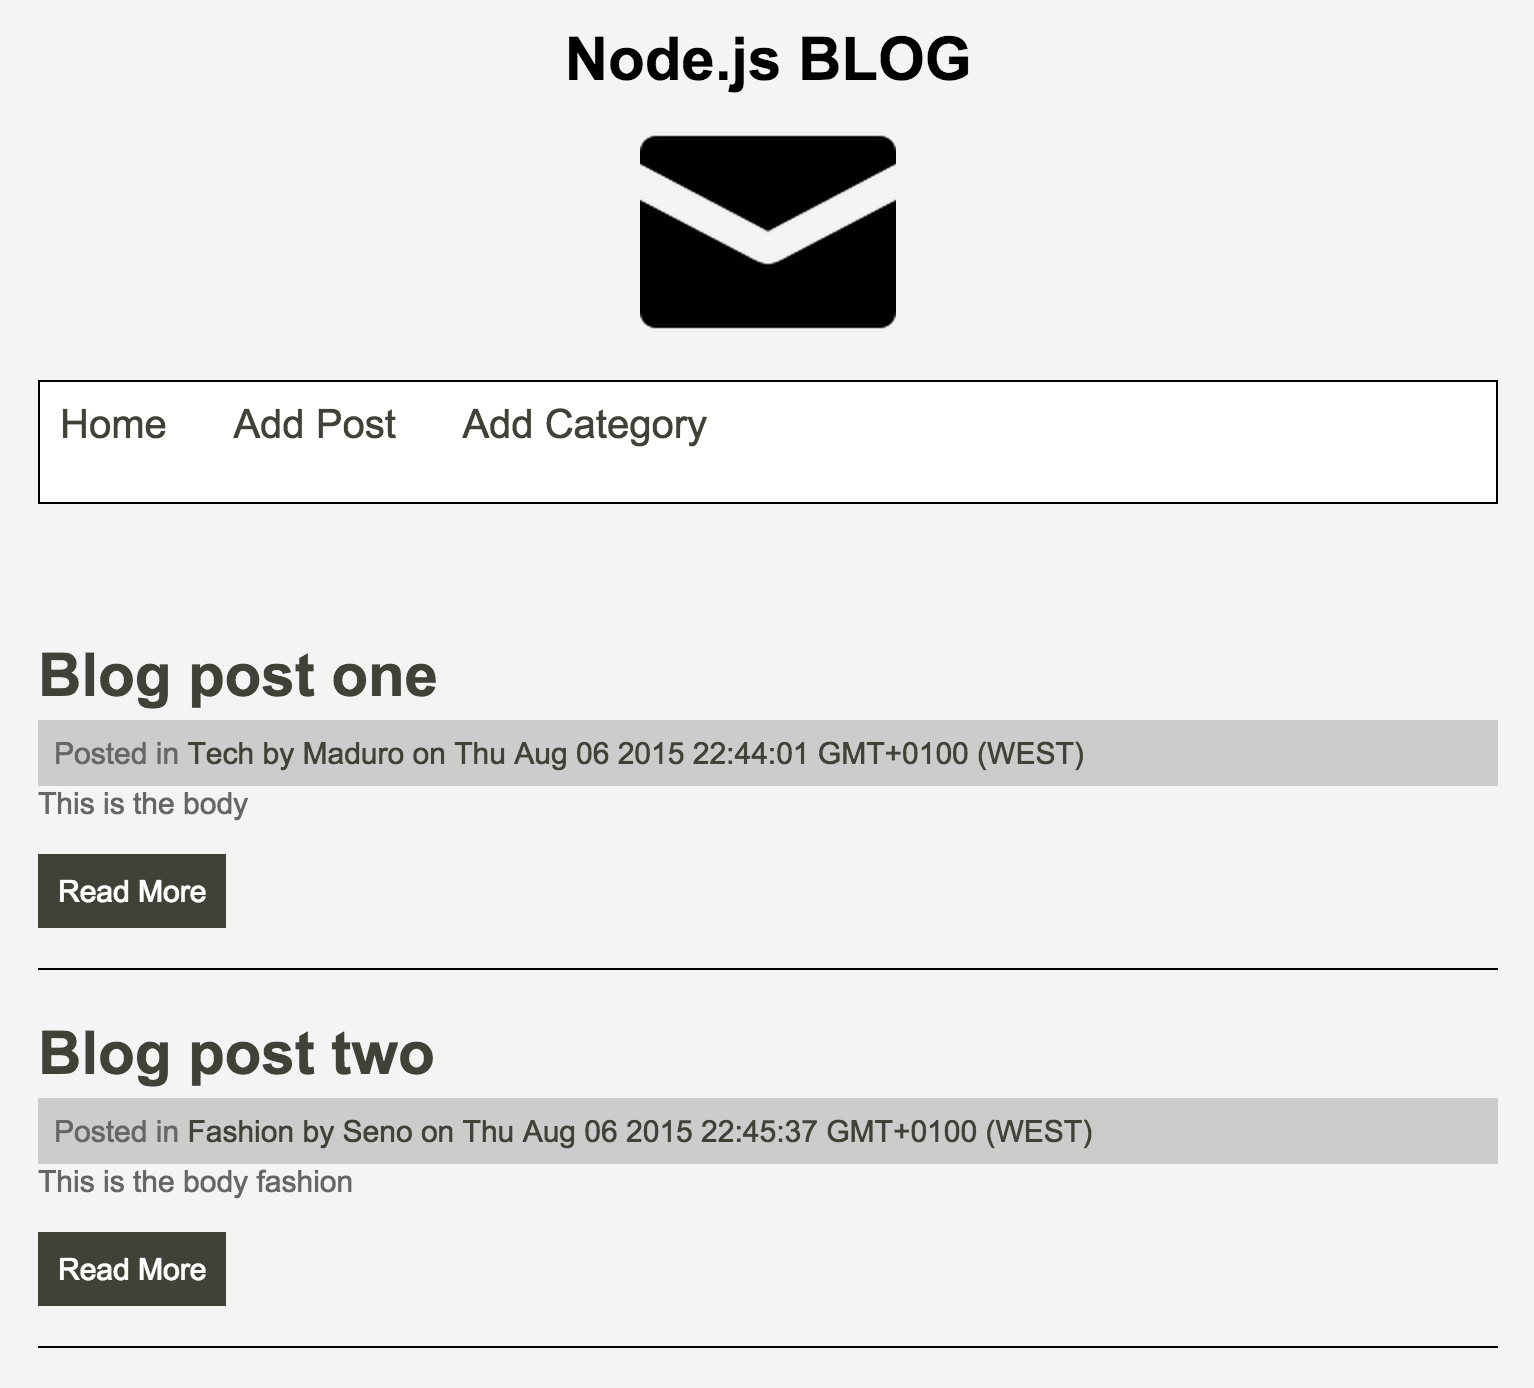 Node.js BLOG
Home Add Post Add Category
Blog post one
Posted in Tech by Maduro on Thu Aug 06 2015 22:44:01 GMT+0100 (WEST)
This is the body
Read More
Blog post two
Posted in Fashion by Seno on Thu Aug 06 2015 22:45:37 GMT+0100 (WEST)
This is the body fashion
Read More